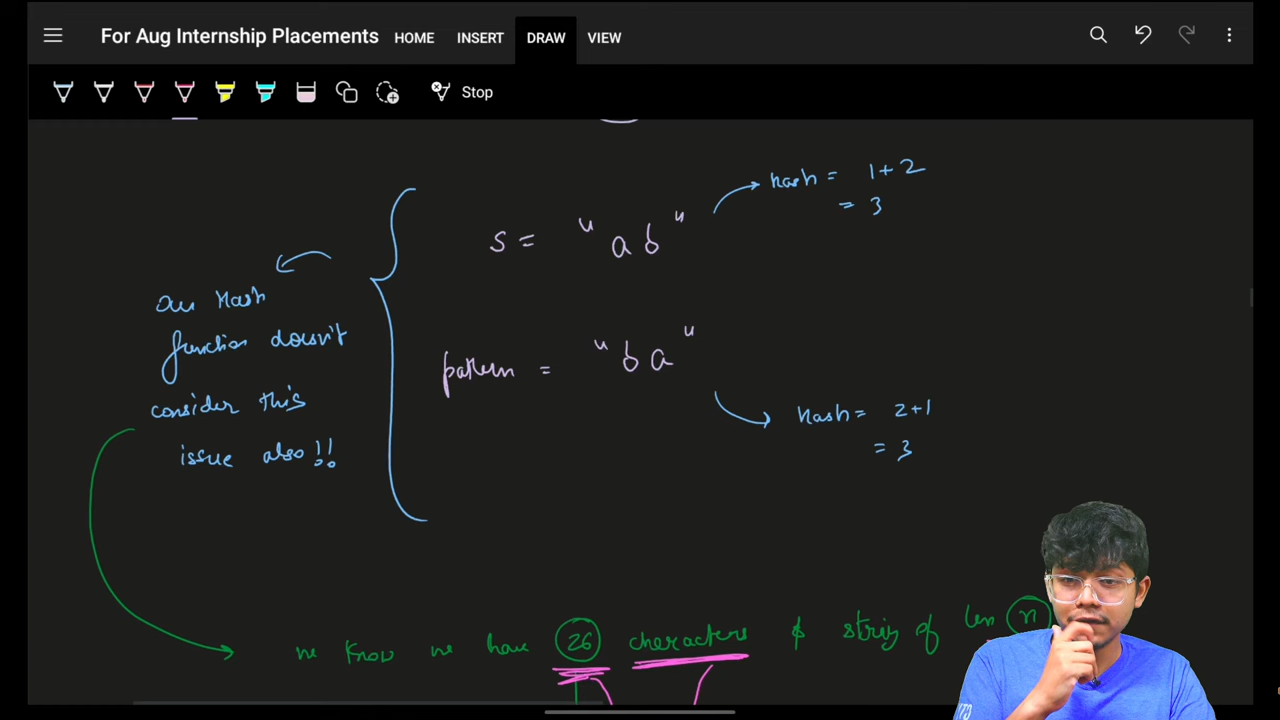 For Aug Internship Placements HOME INSERT DRAW VIEW
Stop
hash = 1+2
= 3
s = "ab"
our hash
function doesn't
consider this
issue also!!
pattern = "ba"
hash = 2+1
= 3
we know we have 26 characters & string of len n